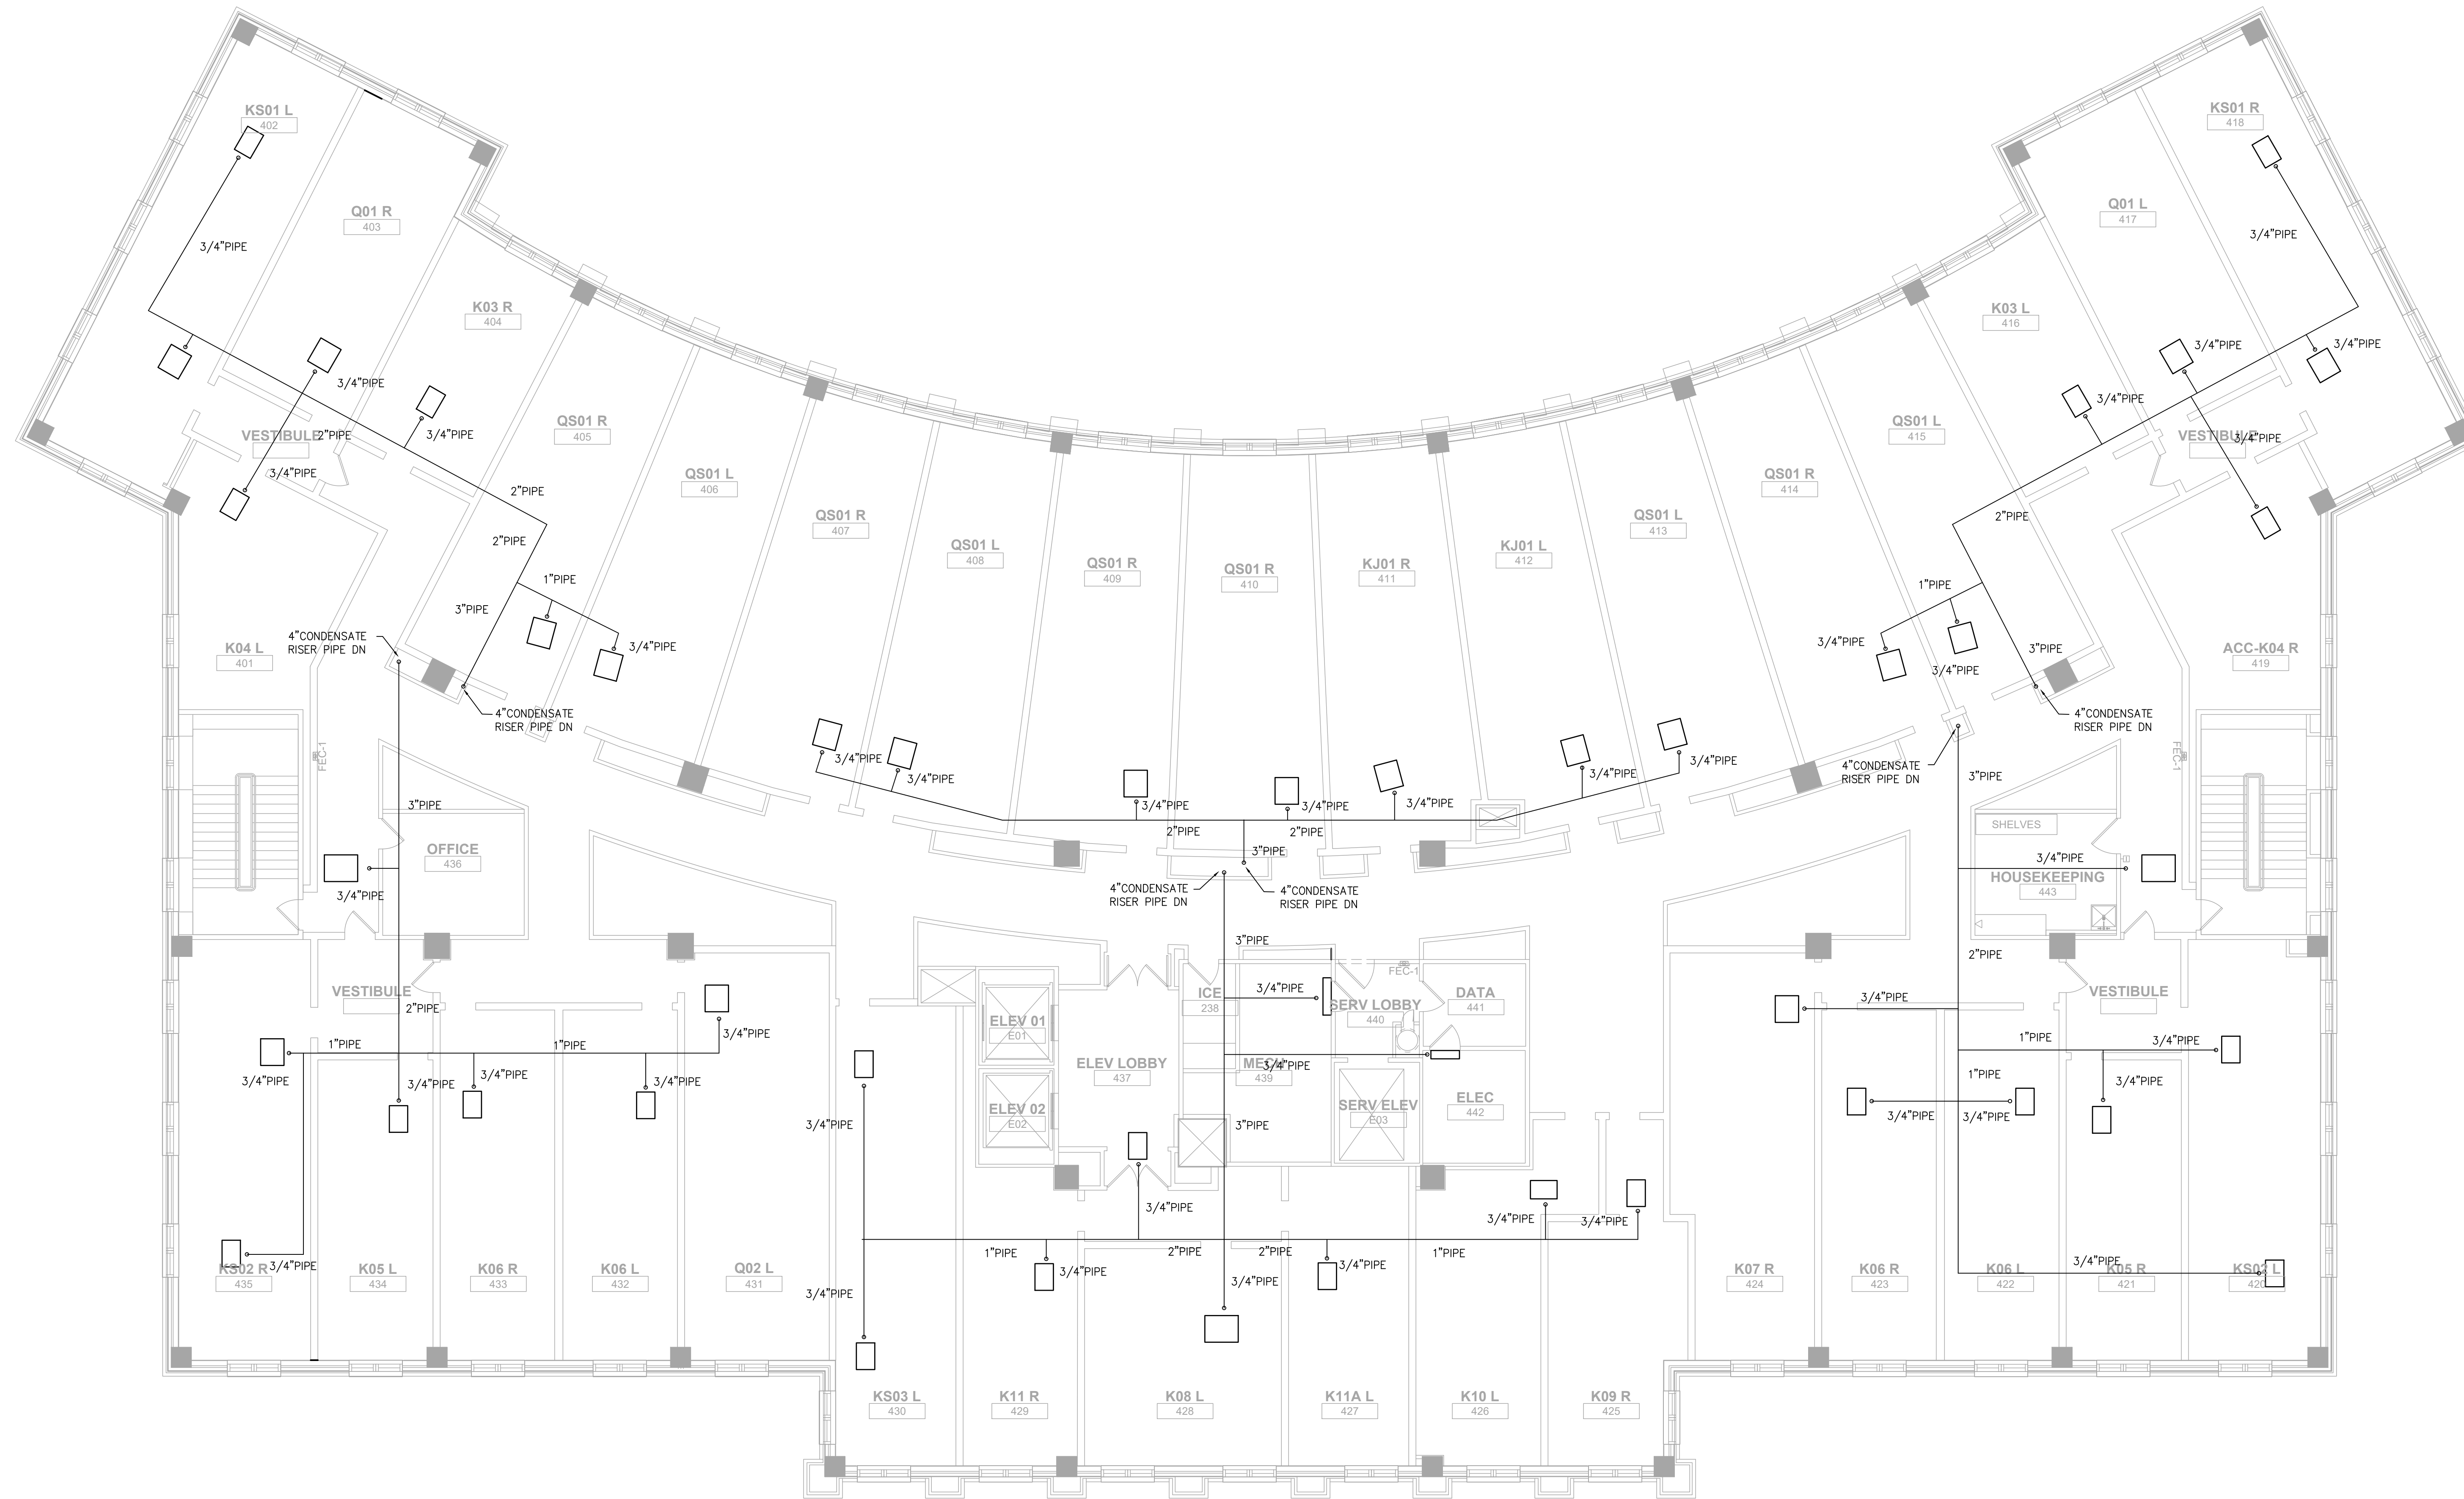 KS01 L
402
KS01 R
418
Q01 R
403
Q01 L
417
3/4"PIPE
3/4"PIPE
K03 R
404
K03 L
416
3/4"PIPE
3/4"PIPE
3/4"PIPE
3/4"PIPE
QS01 R
405
QS01 L
415
VESTIBULE
2"PIPE
3/4"PIPE
VESTIBULE
3/4"PIPE
3/4"PIPE
QS01 L
406
QS01 R
414
2"PIPE
QS01 R
407
QS01 L
413
2"PIPE
2"PIPE
QS01 L
408
KJ01 L
412
QS01 R
409
QS01 R
410
KJ01 R
411
1"PIPE
1"PIPE
3"PIPE
4"CONDENSATE
RISER PIPE DN
K04 L
401
3/4"PIPE
3/4"PIPE
3/4"PIPE
3"PIPE
ACC-K04 R
419
4"CONDENSATE
RISER PIPE DN
4"CONDENSATE
RISER PIPE DN
FEC-1
FEC-1
3/4"PIPE
3/4"PIPE
3/4"PIPE
3/4"PIPE
4"CONDENSATE
RISER PIPE DN
3"PIPE
3"PIPE
3/4"PIPE
3/4"PIPE
3/4"PIPE
2"PIPE
2"PIPE
SHELVES
OFFICE
436
3"PIPE
3/4"PIPE
HOUSEKEEPING
443
3/4"PIPE
4"CONDENSATE
RISER PIPE DN
4"CONDENSATE
RISER PIPE DN
3"PIPE
2"PIPE
FEC-1
VESTIBULE
2"PIPE
ICE
238
3/4"PIPE
SERV LOBBY
440
DATA
441
3/4"PIPE
VESTIBULE
ELEV 01
E01
3/4"PIPE
1"PIPE
1"PIPE
1"PIPE
3/4"PIPE
ELEV LOBBY
437
MECH
439
3/4"PIPE
3/4"PIPE
3/4"PIPE
3/4"PIPE
3/4"PIPE
1"PIPE
3/4"PIPE
ELEV 02
E02
SERV ELEV
E03
ELEC
442
3/4"PIPE
3/4"PIPE
3/4"PIPE
3"PIPE
3/4"PIPE
3/4"PIPE
3/4"PIPE
1"PIPE
2"PIPE
2"PIPE
1"PIPE
3/4"PIPE
3/4"PIPE
3/4"PIPE
3/4"PIPE
3/4"PIPE
3/4"PIPE
KS02 R
435
K05 L
434
K06 R
433
K06 L
432
Q02 L
431
3/4"PIPE
K07 R
424
K06 R
423
K06 L
422
K05 R
421
KS02 L
420
KS03 L
430
K11 R
429
K08 L
428
K11A L
427
K10 L
426
K09 R
425